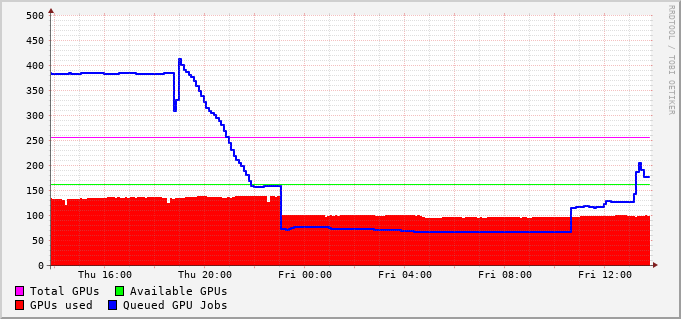 RRDTOOL / TOBI OETIKER
500
450
400
350
300
250
200
150
100
50
0
Thu 16:00 Thu 20:00 Fri 00:00 Fri 04:00 Fri 08:00 Fri 12:00
Total GPUs Available GPUs
GPUs used Queued GPU Jobs